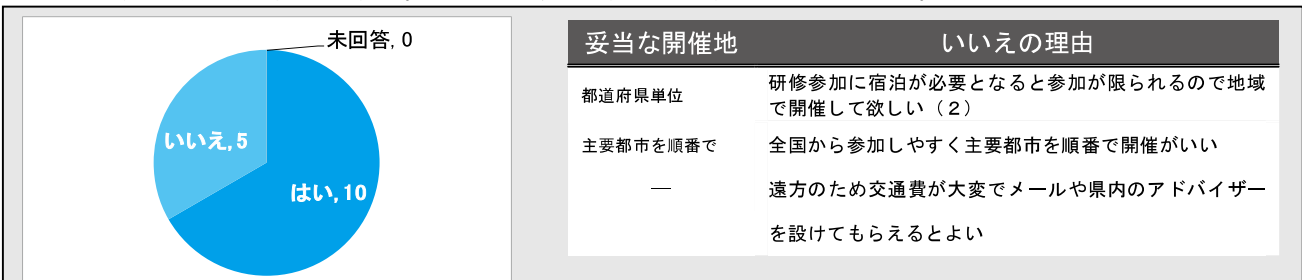 未回答, 0
いいえ, 5
はい, 10
妥当な開催地 いいえの理由
都道府県単位 研修参加に宿泊が必要となると参加が限られるので地域
で開催して欲しい（２）
主要都市を順番で 全国から参加しやすく主要都市を順番で開催がいい
― 遠方のため交通費が大変でメールや県内のアドバイザー
を設けてもらえるとよい